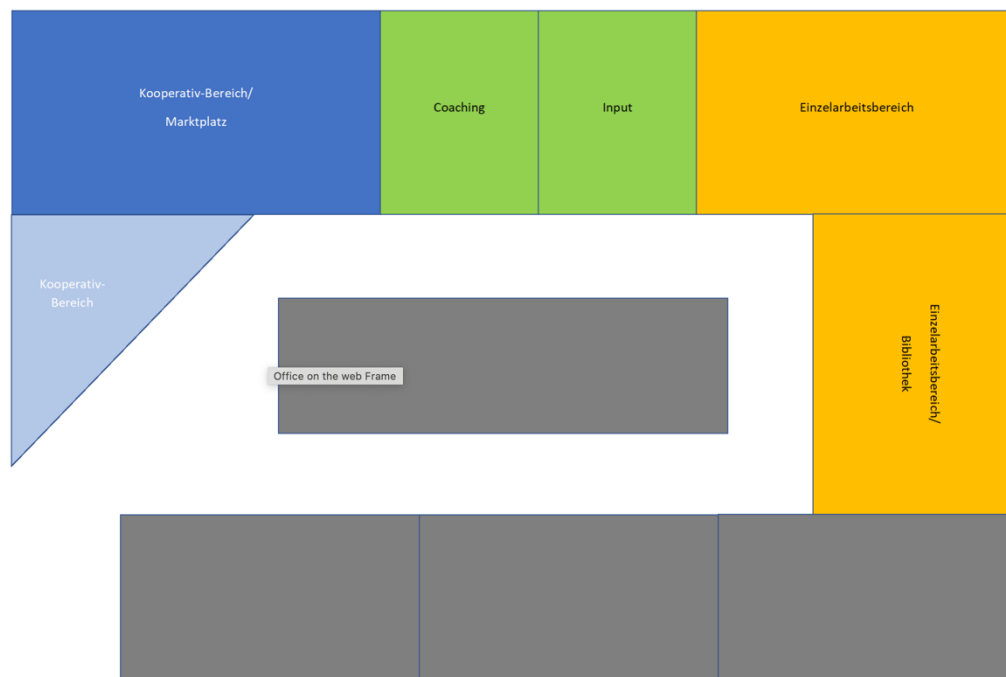 Kooperativ-Bereich/
Marktplatz
Coaching
Input
Einzelarbeitsbereich
Kooperativ-
Bereich
Einzelarbeitsbereich/
Bibliothek
Office on the web Frame